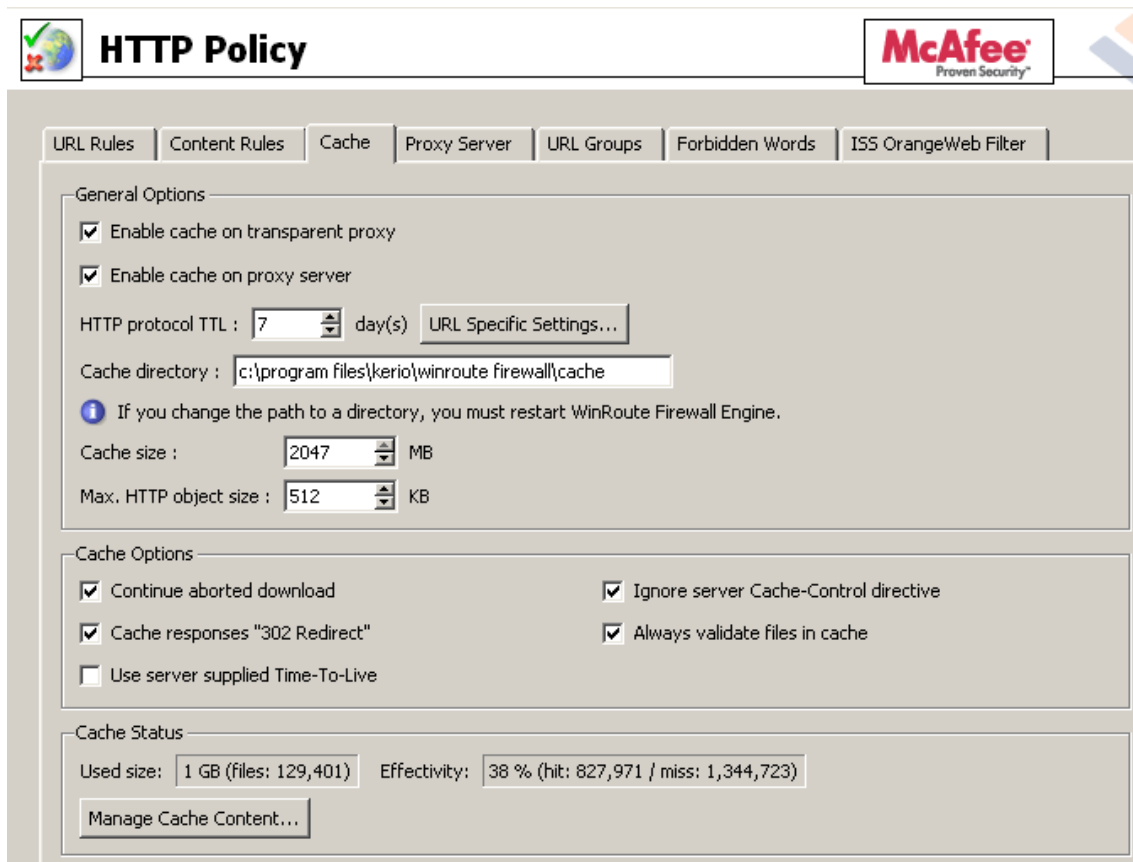 HTTP Policy
McAfee
Proven Security™
URL Rules Content Rules Cache Proxy Server URL Groups Forbidden Words ISS OrangeWeb Filter
General Options
Enable cache on transparent proxy
Enable cache on proxy server
HTTP protocol TTL : 7 day(s) URL Specific Settings...
Cache directory : c:\program files\kerio\winroute firewall\cache
If you change the path to a directory, you must restart WinRoute Firewall Engine.
Cache size : 2047 MB
Max. HTTP object size : 512 KB
Cache Options
Continue aborted download Ignore server Cache-Control directive
Cache responses "302 Redirect" Always validate files in cache
Use server supplied Time-To-Live
Cache Status
Used size: 1 GB (files: 129,401) Effectivity: 38 % (hit: 827,971 / miss: 1,344,723)
Manage Cache Content...